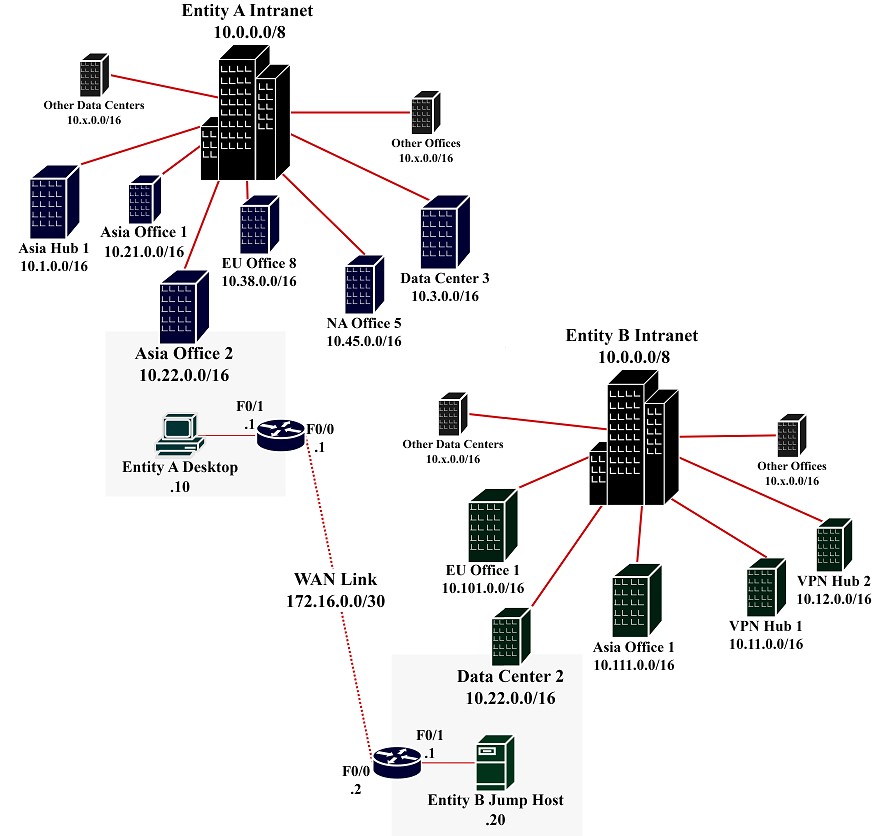 Entity A Intranet
10.0.0.0/8
Other Data Centers
10.x.0.0/16
Other Offices
10.x.0.0/16
Asia Hub 1
10.1.0.0/16
Asia Office 1
10.21.0.0/16
EU Office 8
10.38.0.0/16
NA Office 5
10.45.0.0/16
Data Center 3
10.3.0.0/16
Asia Office 2
10.22.0.0/16
F0/1
.1
F0/0
.1
Entity A Desktop
.10
WAN Link
172.16.0.0/30
Entity B Intranet
10.0.0.0/8
Other Data Centers
10.x.0.0/16
Other Offices
10.x.0.0/16
EU Office 1
10.101.0.0/16
Data Center 2
10.22.0.0/16
Asia Office 1
10.111.0.0/16
VPN Hub 1
10.11.0.0/16
VPN Hub 2
10.12.0.0/16
F0/1
.1
F0/0
.2
Entity B Jump Host
.20